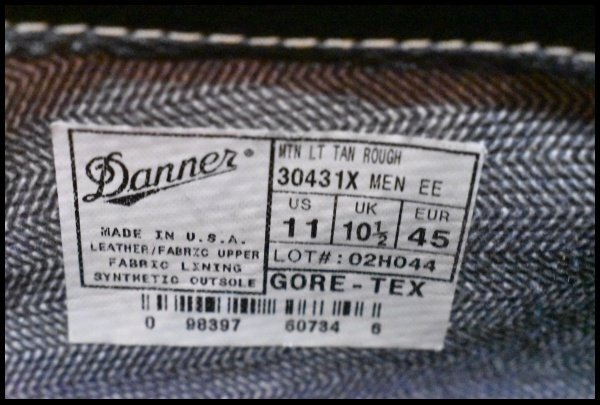 Danner®
MADE IN U.S.A.
LEATHER/FABRIC UPPER
FABRIC LINING
SYNTHETIC OUTSOLE
MTN LT TAN ROUGH
30431X MEN EE
US UK EUR
11 10½ 45
LOT#: 02H044
GORE-TEX
0 98397 60734 6